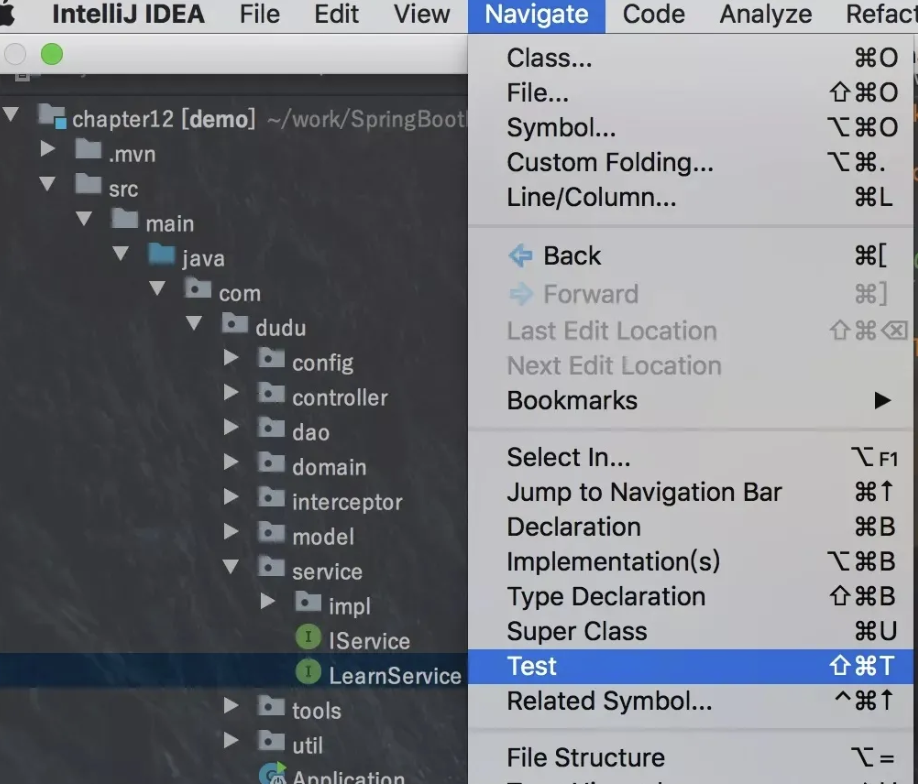 IntelliJ IDEA File Edit View Navigate Code Analyze Refact
chapter12 [demo] ~/work/SpringBoot
.mvn
src
main
java
com
dudu
config
controller
dao
domain
interceptor
model
service
impl
IService
LearnService
tools
util
Application
Class... ⌘O
File... ⇧⌘O
Symbol... ⌥⌘O
Custom Folding... ⌥⌘.
Line/Column... ⌘L
Back ⌘[
Forward ⌘]
Last Edit Location ⇧⌘⌫
Next Edit Location
Bookmarks
Select In... ⌥F1
Jump to Navigation Bar ⌘↑
Declaration ⌘B
Implementation(s) ⌥⌘B
Type Declaration ⇧⌘B
Super Class ⌘U
Test ⇧⌘T
Related Symbol... ^⌘↑
File Structure ⌥=